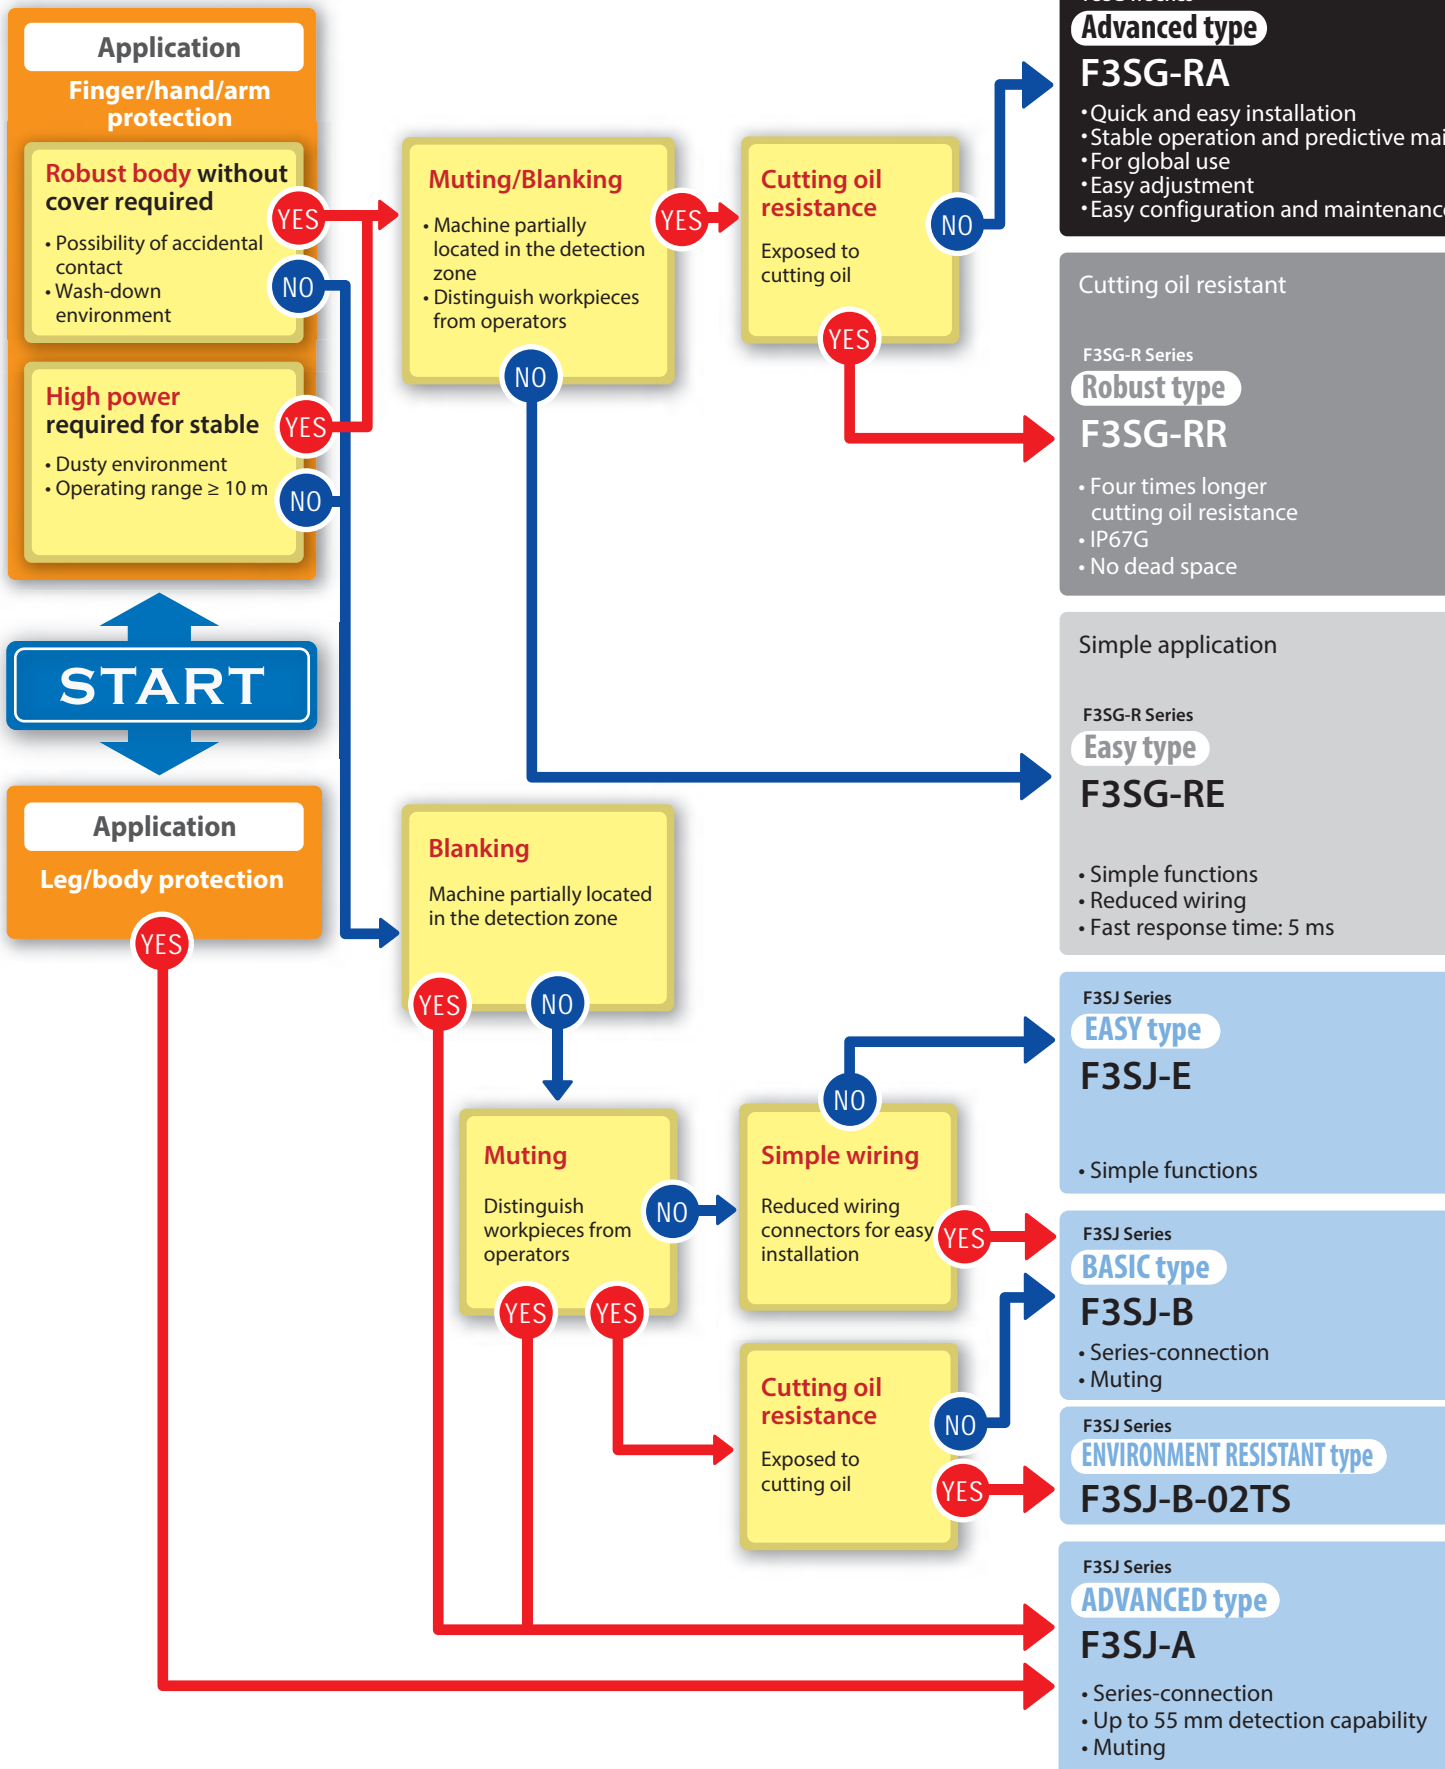 Application
Finger/hand/arm
protection
Robust body without
cover required
• Possibility of accidental
contact
• Wash-down
environment
YES
NO
High power
required for stable
• Dusty environment
• Operating range ≥ 10 m
YES
NO
START
Application
Leg/body protection
YES
Muting/Blanking
• Machine partially
located in the detection
zone
• Distinguish workpieces
from operators
YES
NO
Cutting oil
resistance
Exposed to
cutting oil
NO
YES
Blanking
Machine partially located
in the detection zone
YES
NO
Muting
Distinguish
workpieces from
operators
NO
YES
YES
Simple wiring
Reduced wiring
connectors for easy
installation
NO
YES
Cutting oil
resistance
Exposed to
cutting oil
NO
YES
Advanced type
F3SG-RA
• Quick and easy installation
• Stable operation and predictive
• For global use
• Easy adjustment
• Easy configuration and maintenance
Cutting oil resistant
F3SG-R Series
Robust type
F3SG-RR
• Four times longer
cutting oil resistance
• IP67G
• No dead space
Simple application
F3SG-R Series
Easy type
F3SG-RE
• Simple functions
• Reduced wiring
• Fast response time: 5 ms
F3SJ Series
EASY type
F3SJ-E
• Simple functions
F3SJ Series
BASIC type
F3SJ-B
• Series-connection
• Muting
F3SJ Series
ENVIRONMENT RESISTANT type
F3SJ-B-02TS
F3SJ Series
ADVANCED type
F3SJ-A
• Series-connection
• Up to 55 mm detection capability
• Muting